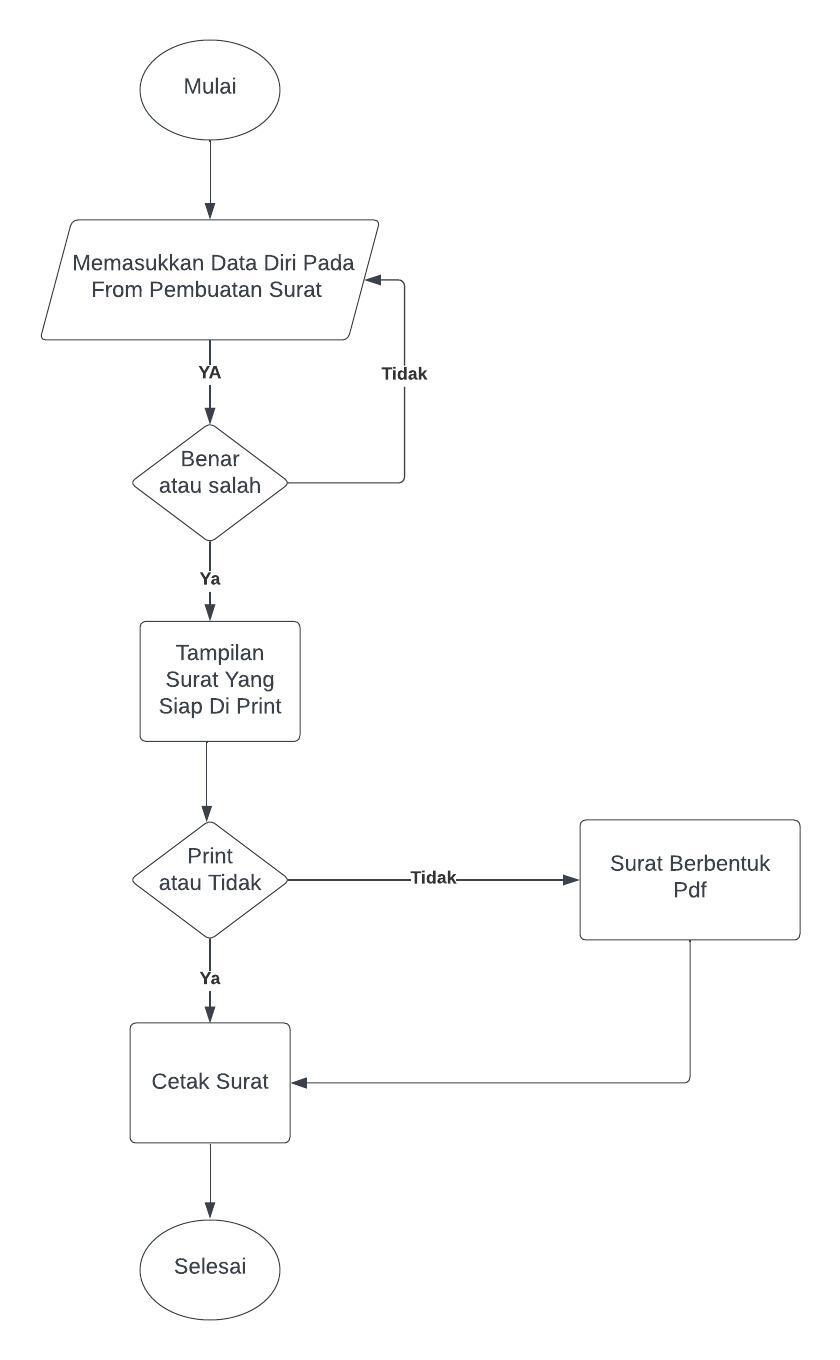 Mulai
Memasukkan Data Diri Pada
From Pembuatan Surat
YA
Tidak
Benar
atau salah
Ya
Tampilan
Surat Yang
Siap Di Print
Print
atau Tidak
Tidak
Surat Berbentuk
Pdf
Ya
Cetak Surat
Selesai